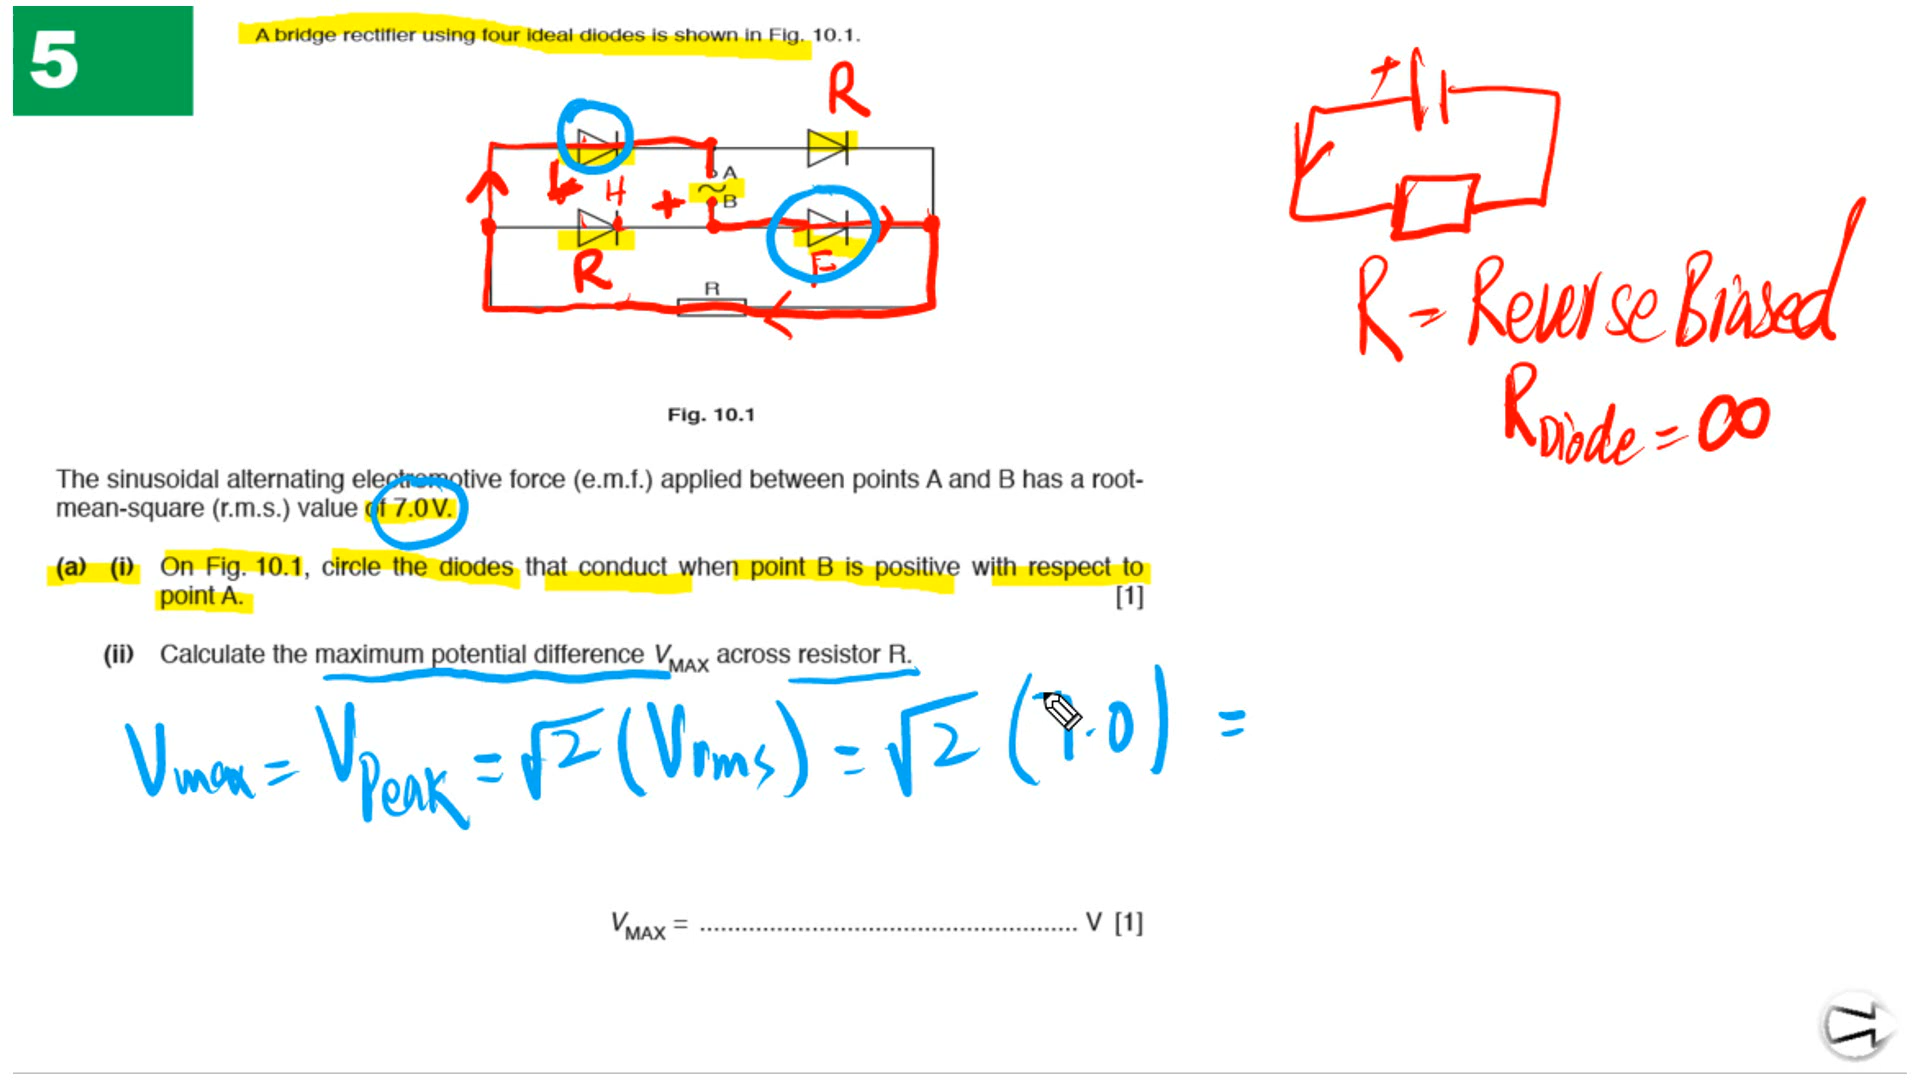 5
A bridge rectifier using four ideal diodes is shown in Fig. 10.1.
R
+
A
H
+
B
R
F
R
R = Reverse Biased
R Diode = ∞
Fig. 10.1
The sinusoidal alternating electromotive force (e.m.f.) applied between points A and B has a root-
mean-square (r.m.s.) value of 7.0 V.
(a) (i) On Fig. 10.1, circle the diodes that conduct when point B is positive with respect to
point A. [1]
(ii) Calculate the maximum potential difference VMAX across resistor R.
Vmax = VPeak = √2 (Vrms) = √2 (7.0) =
VMAX = ...................................................... V [1]